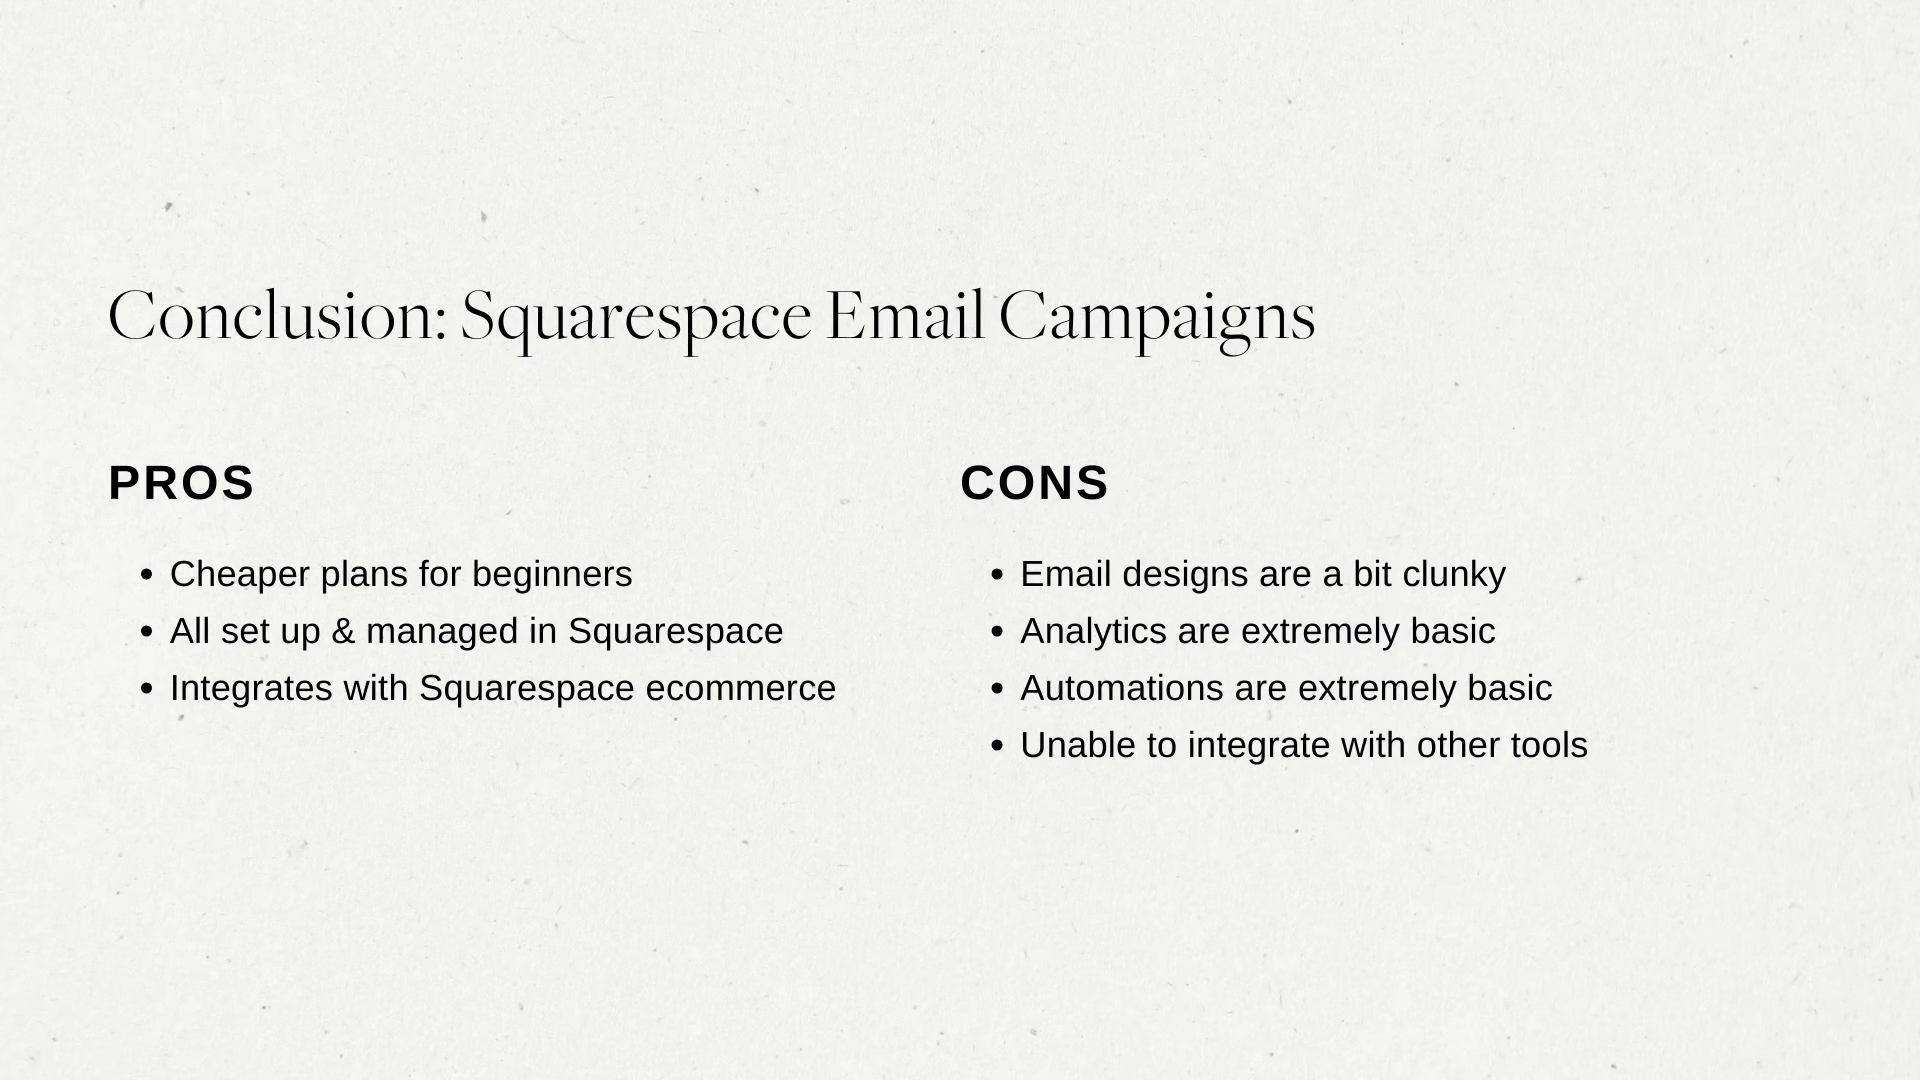 Conclusion: Squarespace Email Campaigns
PROS
• Cheaper plans for beginners
• All set up & managed in Squarespace
• Integrates with Squarespace ecommerce
CONS
• Email designs are a bit clunky
• Analytics are extremely basic
• Automations are extremely basic
• Unable to integrate with other tools